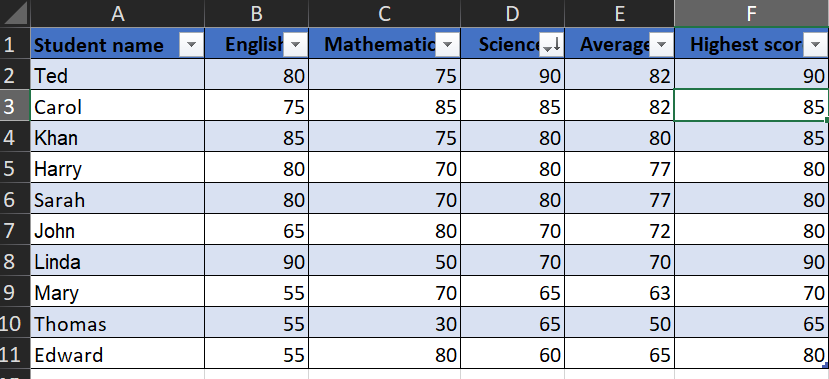 A B C D E F
1 Student name English Mathematic Science Average Highest scor
2 Ted 80 75 90 82 90
3 Carol 75 85 85 82 85
4 Khan 85 75 80 80 85
5 Harry 80 70 80 77 80
6 Sarah 80 70 80 77 80
7 John 65 80 70 72 80
8 Linda 90 50 70 70 90
9 Mary 55 70 65 63 70
10 Thomas 55 30 65 50 65
11 Edward 55 80 60 65 80